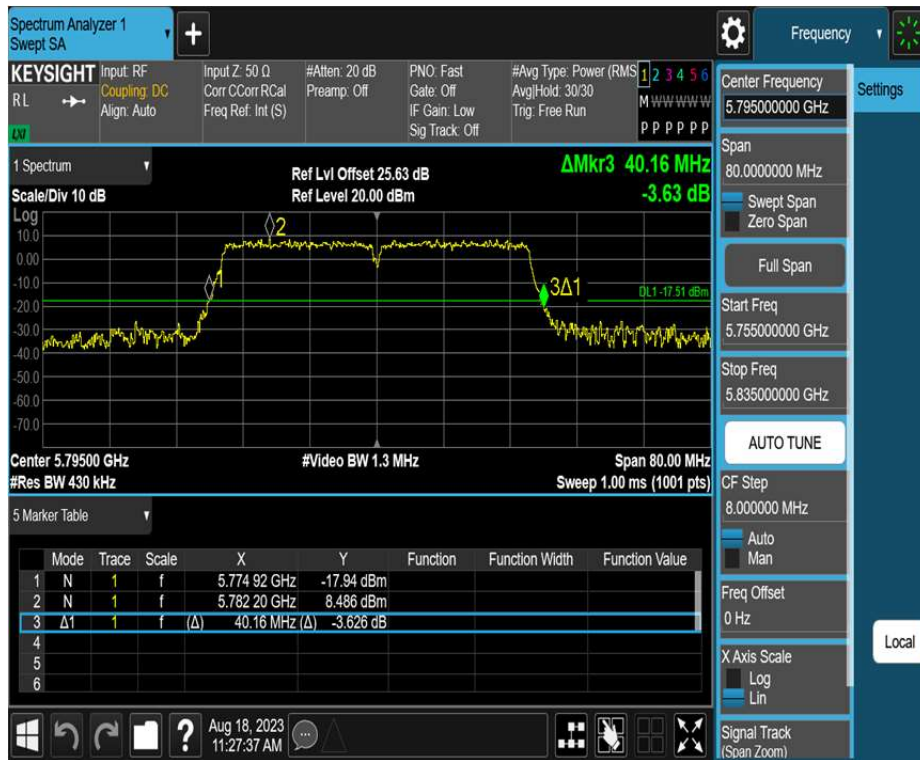 Spectrum Analyzer 1
Swept SA
+
Frequency
KEYSIGHT
RL
LXI
Input: RF
Coupling: DC
Align: Auto
Input Z: 50 Ω
Corr CCorr RCal
Freq Ref: Int (S)
#Atten: 20 dB
Preamp: Off
PNO: Fast
Gate: Off
IF Gain: Low
Sig Track: Off
#Avg Type: Power (RMS
Avg|Hold: 30/30
Trig: Free Run
1 2 3 4 5 6
M W W W W W
P P P P P P
Center Frequency
5.795000000 GHz
Settings
Span
80.0000000 MHz
Swept Span
Zero Span
Full Span
Start Freq
5.755000000 GHz
Stop Freq
5.835000000 GHz
AUTO TUNE
CF Step
8.000000 MHz
Auto
Man
Freq Offset
0 Hz
X Axis Scale
Log
Lin
Signal Track
(Span Zoom)
Local
1 Spectrum
Scale/Div 10 dB
Ref Lvl Offset 25.63 dB
Ref Level 20.00 dBm
ΔMkr3 40.16 MHz
-3.63 dB
Log
10.0
0.00
-10.0
-20.0
-30.0
-40.0
-50.0
-60.0
-70.0
2
1
3Δ1
DL1 -17.51 dBm
Center 5.79500 GHz
#Res BW 430 kHz
#Video BW 1.3 MHz
Span 80.00 MHz
Sweep 1.00 ms (1001 pts)
5 Marker Table
Mode Trace Scale X Y Function Function Width Function Value
1 N 1 f 5.774 92 GHz -17.94 dBm
2 N 1 f 5.782 20 GHz 8.486 dBm
3 Δ1 1 f (Δ) 40.16 MHz (Δ) -3.626 dB
4
5
6
?
Aug 18, 2023
11:27:37 AM